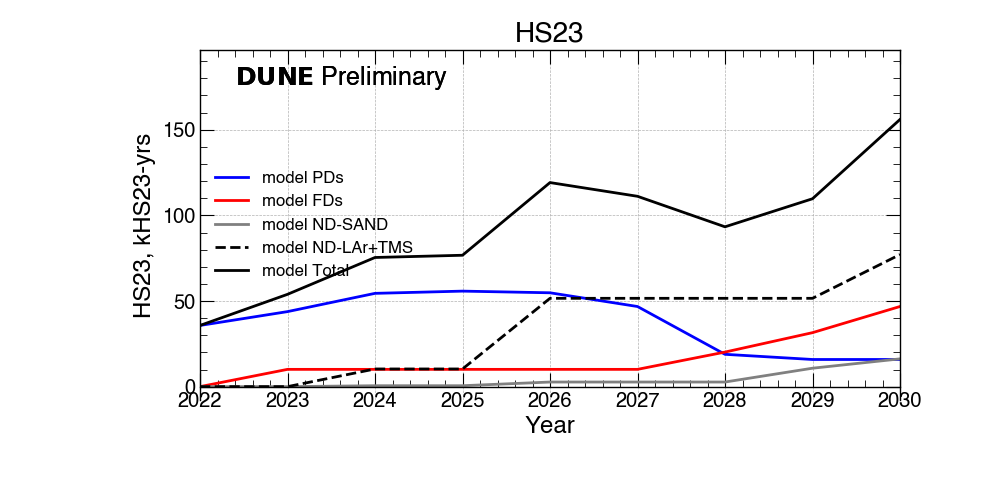 HS23
DUNE Preliminary
HS23, kHS23-yrs
150
100
50
0
model PDs
model FDs
model ND-SAND
model ND-LAr+TMS
model Total
2022 2023 2024 2025 2026 2027 2028 2029 2030
Year